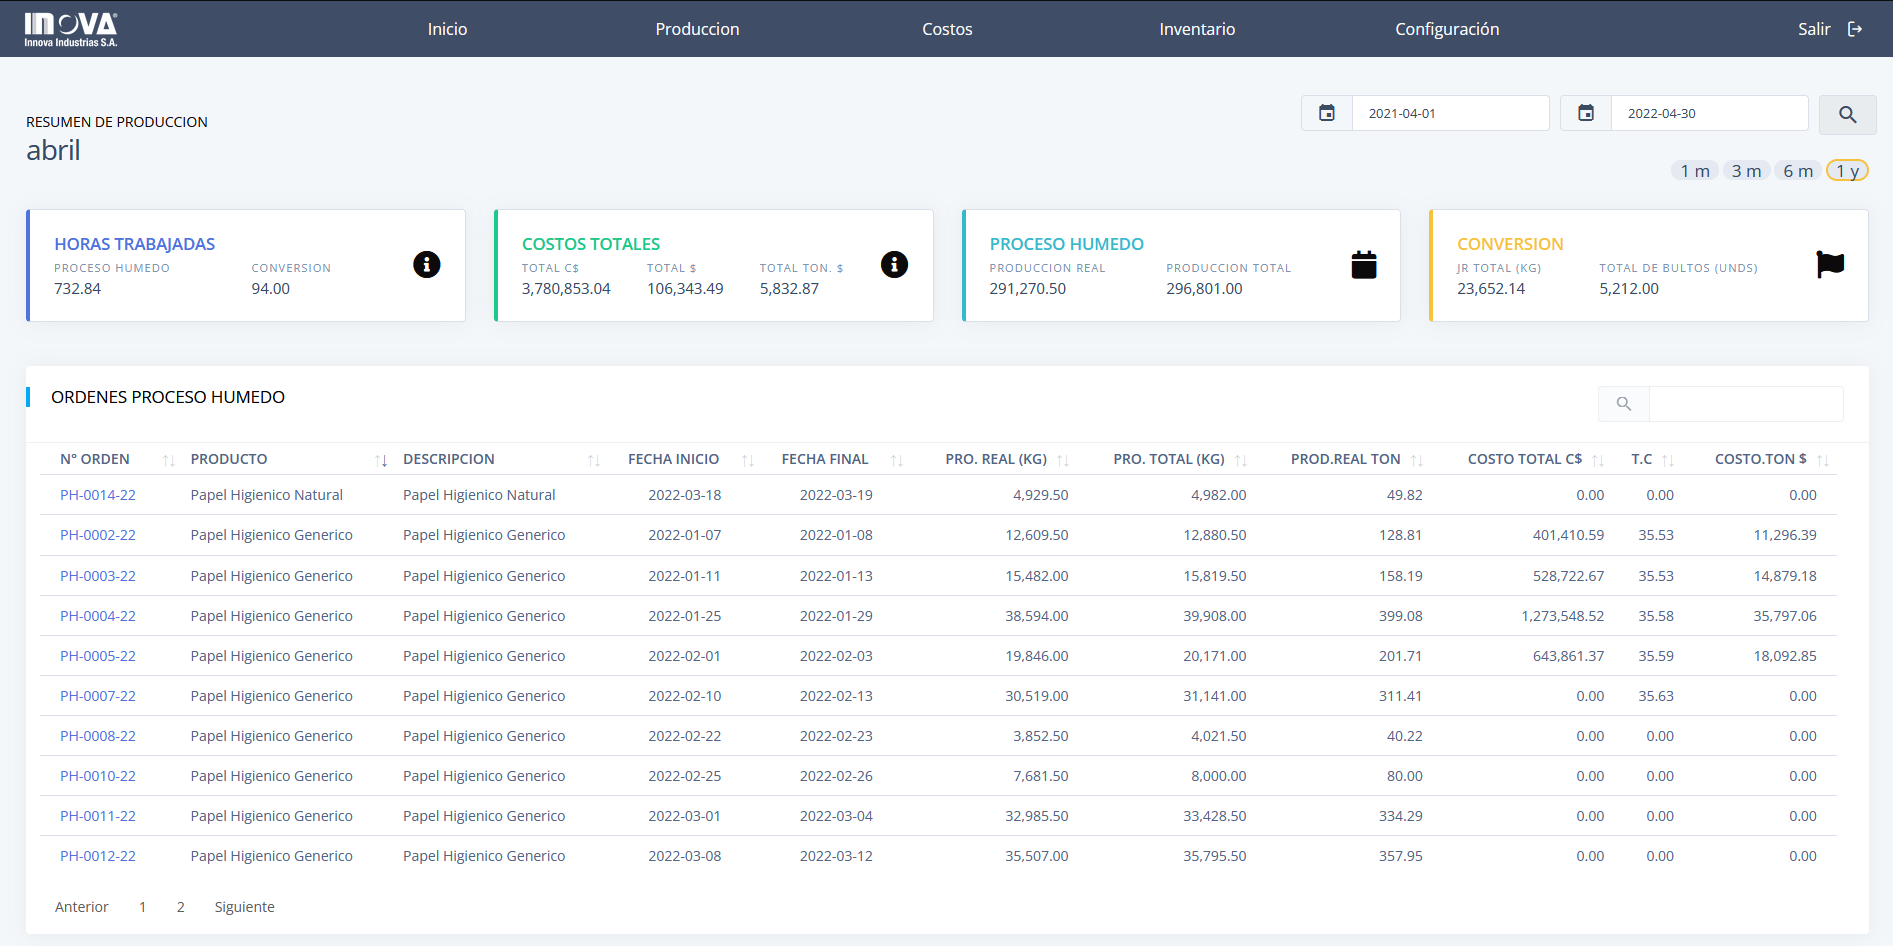 INOVA
Innova Industrias S.A.
Inicio Produccion Costos Inventario Configuración Salir
2021-04-01 2022-04-30
RESUMEN DE PRODUCCION
abril
1 m 3 m 6 m 1 y
HORAS TRABAJADAS
PROCESO HUMEDO CONVERSION
732.84 94.00
COSTOS TOTALES
TOTAL C$ TOTAL $ TOTAL TON. $
3,780,853.04 106,343.49 5,832.87
PROCESO HUMEDO
PRODUCCION REAL PRODUCCION TOTAL
291,270.50 296,801.00
CONVERSION
JR TOTAL (KG) TOTAL DE BULTOS (UNDS)
23,652.14 5,212.00
ORDENES PROCESO HUMEDO
N° ORDEN PRODUCTO DESCRIPCION FECHA INICIO FECHA FINAL PRO. REAL (KG) PRO. TOTAL (KG) PROD.REAL TON COSTO TOTAL C$ T.C COSTO.TON $
PH-0014-22 Papel Higienico Natural Papel Higienico Natural 2022-03-18 2022-03-19 4,929.50 4,982.00 49.82 0.00 0.00 0.00
PH-0002-22 Papel Higienico Generico Papel Higienico Generico 2022-01-07 2022-01-08 12,609.50 12,880.50 128.81 401,410.59 35.53 11,296.39
PH-0003-22 Papel Higienico Generico Papel Higienico Generico 2022-01-11 2022-01-13 15,482.00 15,819.50 158.19 528,722.67 35.53 14,879.18
PH-0004-22 Papel Higienico Generico Papel Higienico Generico 2022-01-25 2022-01-29 38,594.00 39,908.00 399.08 1,273,548.52 35.58 35,797.06
PH-0005-22 Papel Higienico Generico Papel Higienico Generico 2022-02-01 2022-02-03 19,846.00 20,171.00 201.71 643,861.37 35.59 18,092.85
PH-0007-22 Papel Higienico Generico Papel Higienico Generico 2022-02-10 2022-02-13 30,519.00 31,141.00 311.41 0.00 35.63 0.00
PH-0008-22 Papel Higienico Generico Papel Higienico Generico 2022-02-22 2022-02-23 3,852.50 4,021.50 40.22 0.00 0.00 0.00
PH-0010-22 Papel Higienico Generico Papel Higienico Generico 2022-02-25 2022-02-26 7,681.50 8,000.00 80.00 0.00 0.00 0.00
PH-0011-22 Papel Higienico Generico Papel Higienico Generico 2022-03-01 2022-03-04 32,985.50 33,428.50 334.29 0.00 0.00 0.00
PH-0012-22 Papel Higienico Generico Papel Higienico Generico 2022-03-08 2022-03-12 35,507.00 35,795.50 357.95 0.00 0.00 0.00
Anterior 1 2 Siguiente